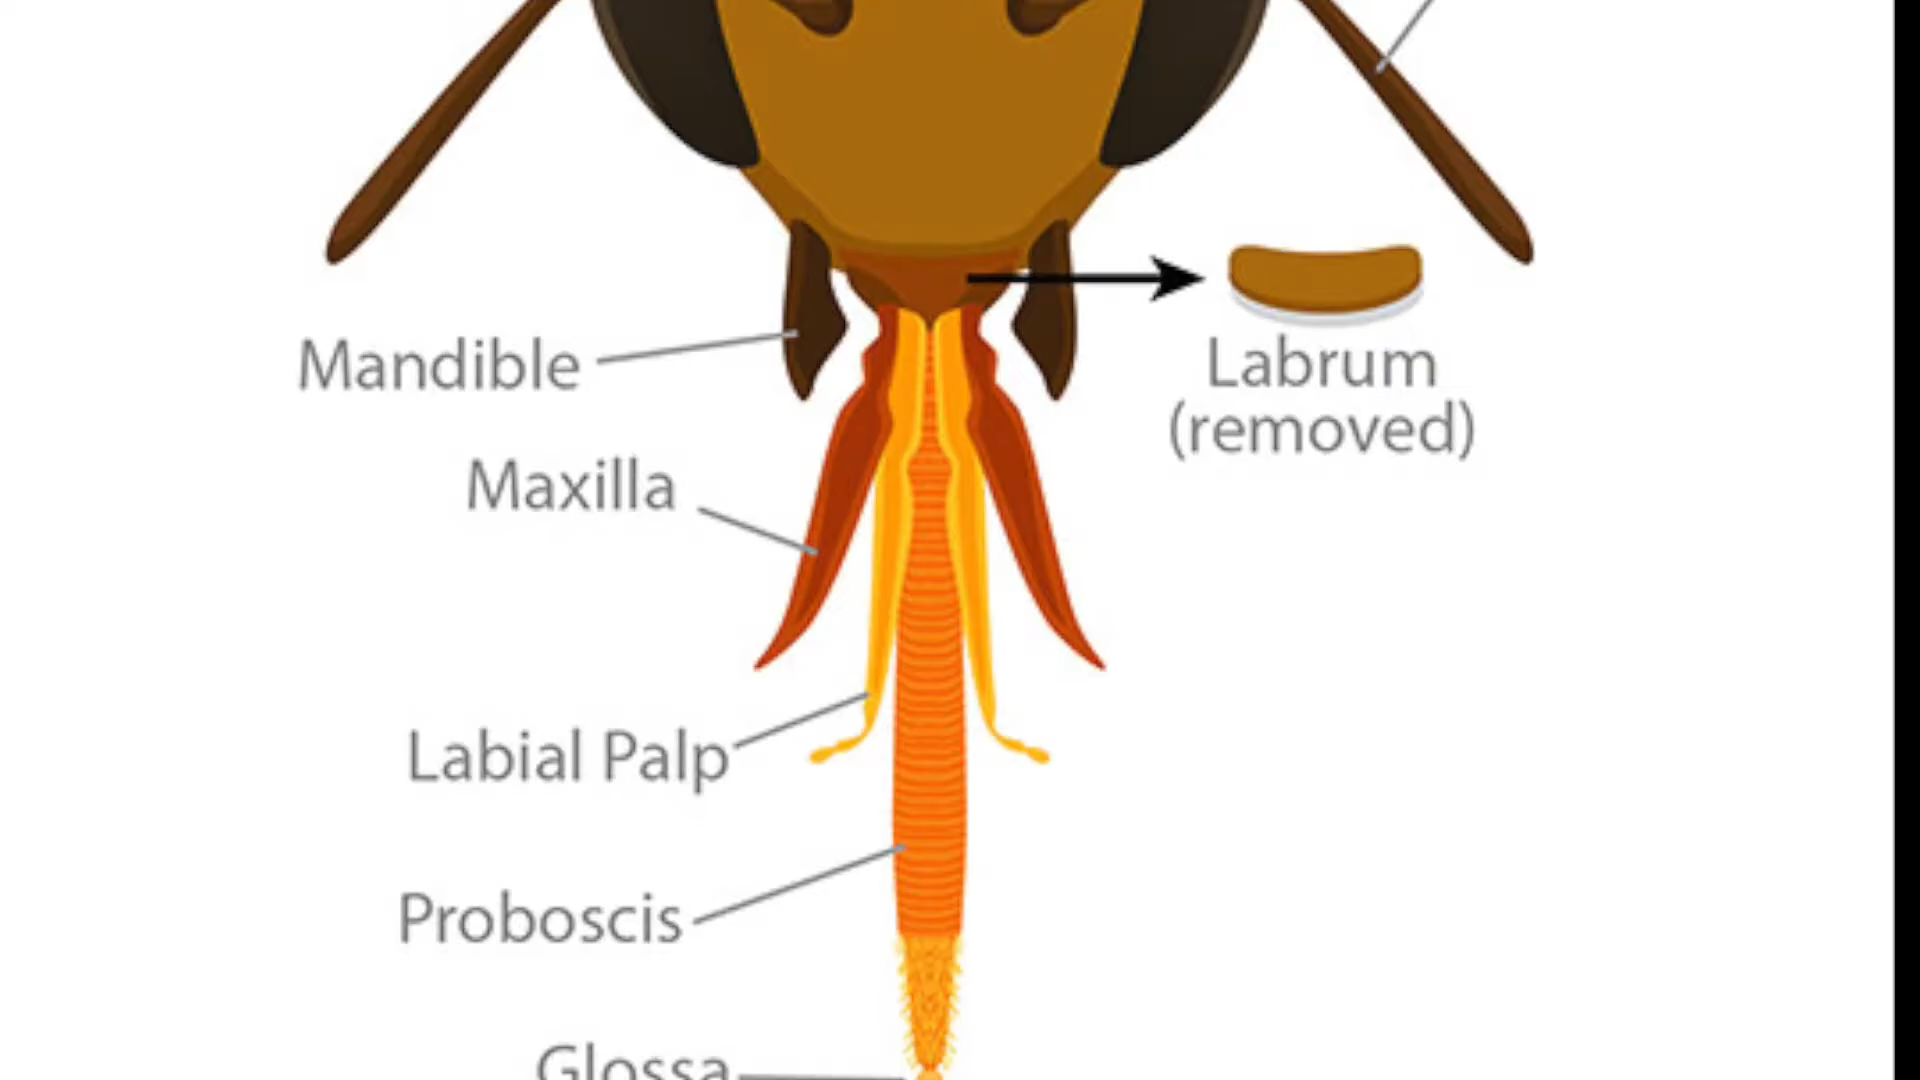 Mandible
Labrum
(removed)
Maxilla
Labial Palp
Proboscis
Glossa